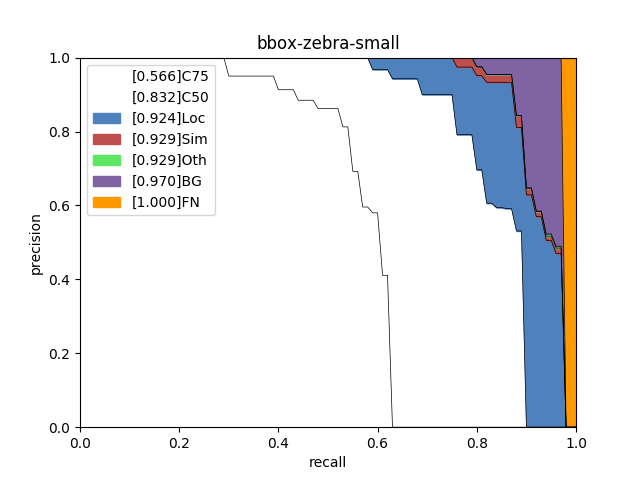 bbox-zebra-small
1.0
0.8
0.6
0.4
0.2
0.0
precision
[0.566]C75
[0.832]C50
[0.924]Loc
[0.929]Sim
[0.929]Oth
[0.970]BG
[1.000]FN
0.0 0.2 0.4 0.6 0.8 1.0
recall